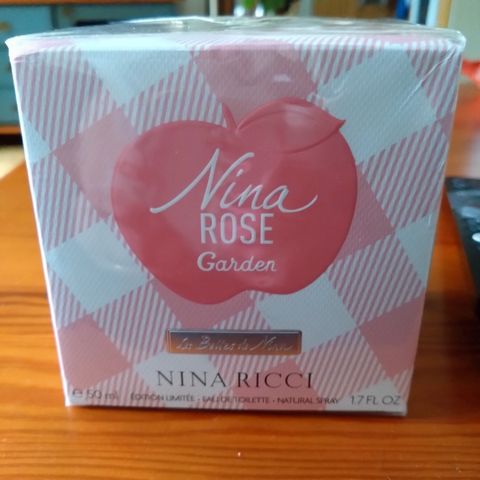 Nina
ROSE
Garden
Les Belles de Nina
NINA RICCI
℮ 50 ml ÉDITION LIMITÉE - EAU DE TOILETTE - NATURAL SPRAY 1.7 FL OZ